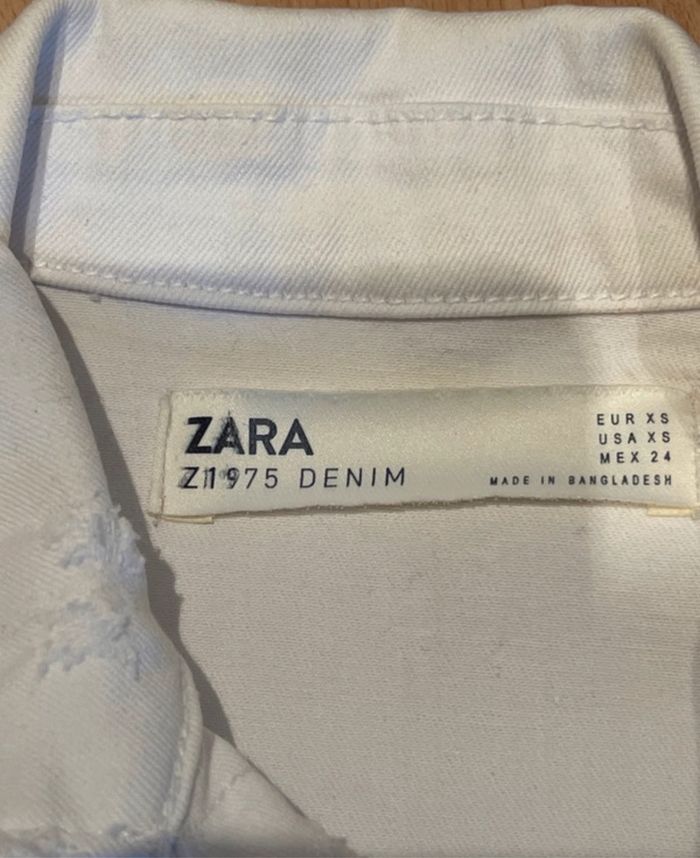 ZARA
Z1975 DENIM
EUR XS
USA XS
MEX 24
MADE IN BANGLADESH